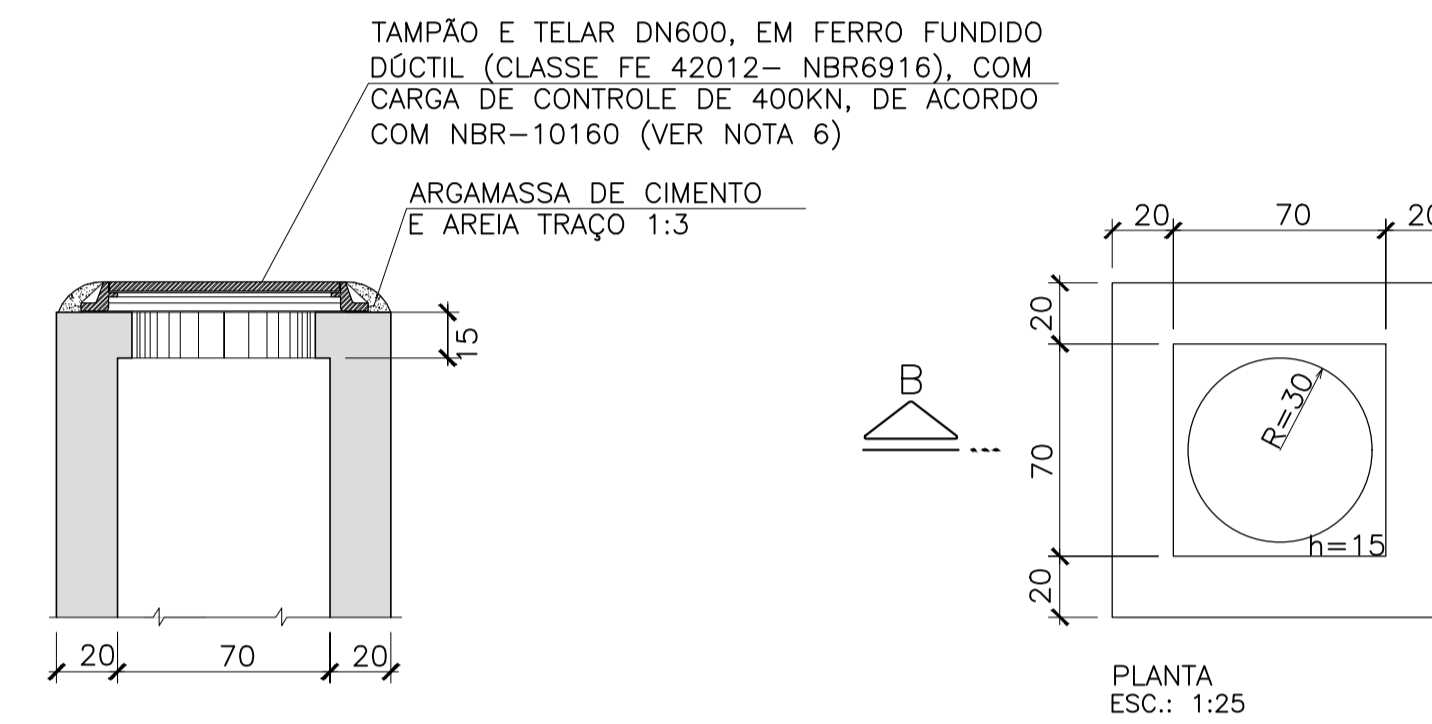 TAMPÃO E TELAR DN600, EM FERRO FUNDIDO
DÚCTIL (CLASSE FE 42012– NBR6916), COM
CARGA DE CONTROLE DE 400KN, DE ACORDO
COM NBR–10160 (VER NOTA 6)
ARGAMASSA DE CIMENTO
E AREIA TRAÇO 1:3
15
20 70 20
B
20 70 20
20
70
20
R=30
h=15
PLANTA
ESC.: 1:25